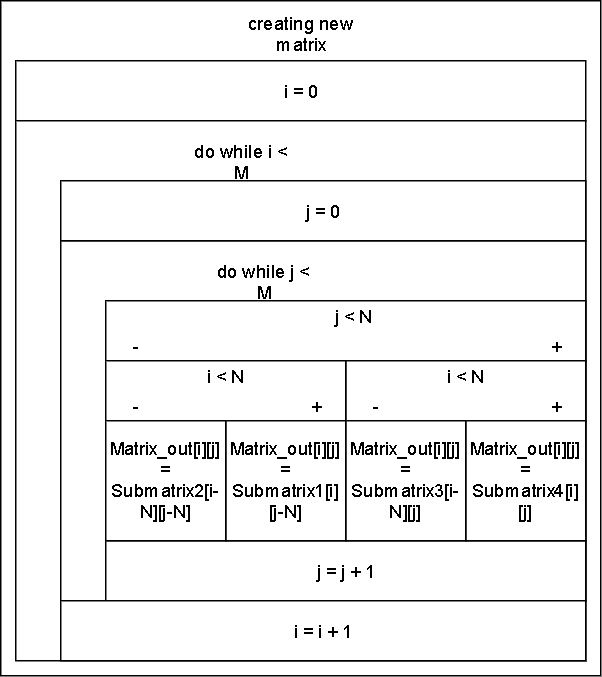 creating new
matrix
i = 0
do while i <
M
j = 0
do while j <
M
j < N
-
+
i < N
i < N
-
+
-
+
Matrix_out[i][j]
=
Submatrix2[i-
N][j-N]
Matrix_out[i][j]
=
Submatrix1[i]
[j-N]
Matrix_out[i][j]
=
Submatrix3[i-
N][j]
Matrix_out[i][j]
=
Submatrix4[i]
[j]
j = j + 1
i = i + 1